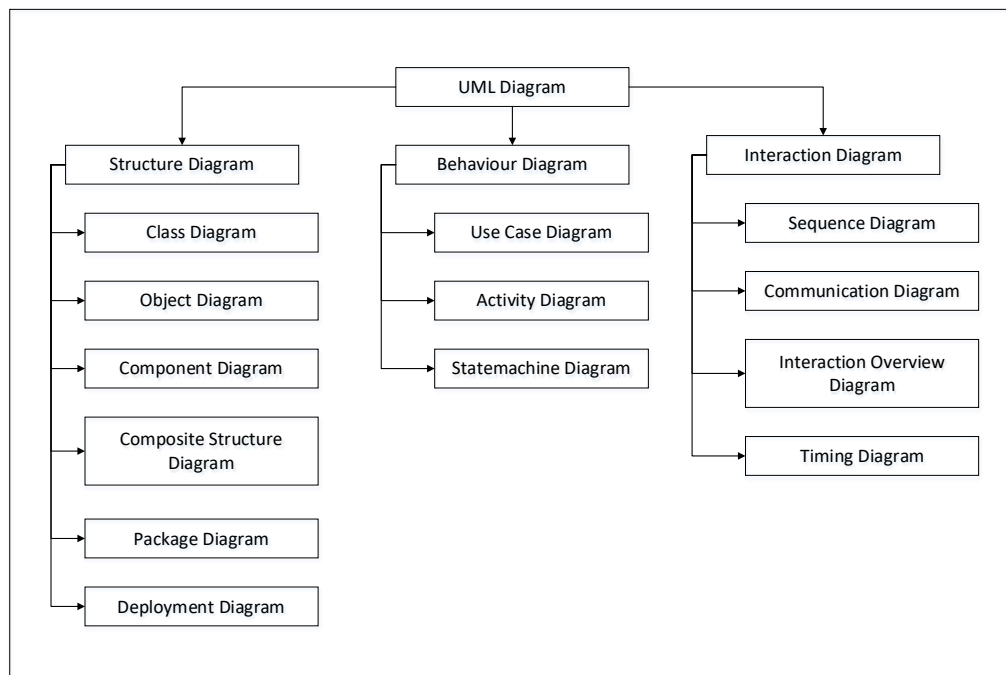 UML Diagram
Structure Diagram
Class Diagram
Object Diagram
Component Diagram
Composite Structure
Diagram
Package Diagram
Deployment Diagram
Behaviour Diagram
Use Case Diagram
Activity Diagram
Statemachine Diagram
Interaction Diagram
Sequence Diagram
Communication Diagram
Interaction Overview
Diagram
Timing Diagram